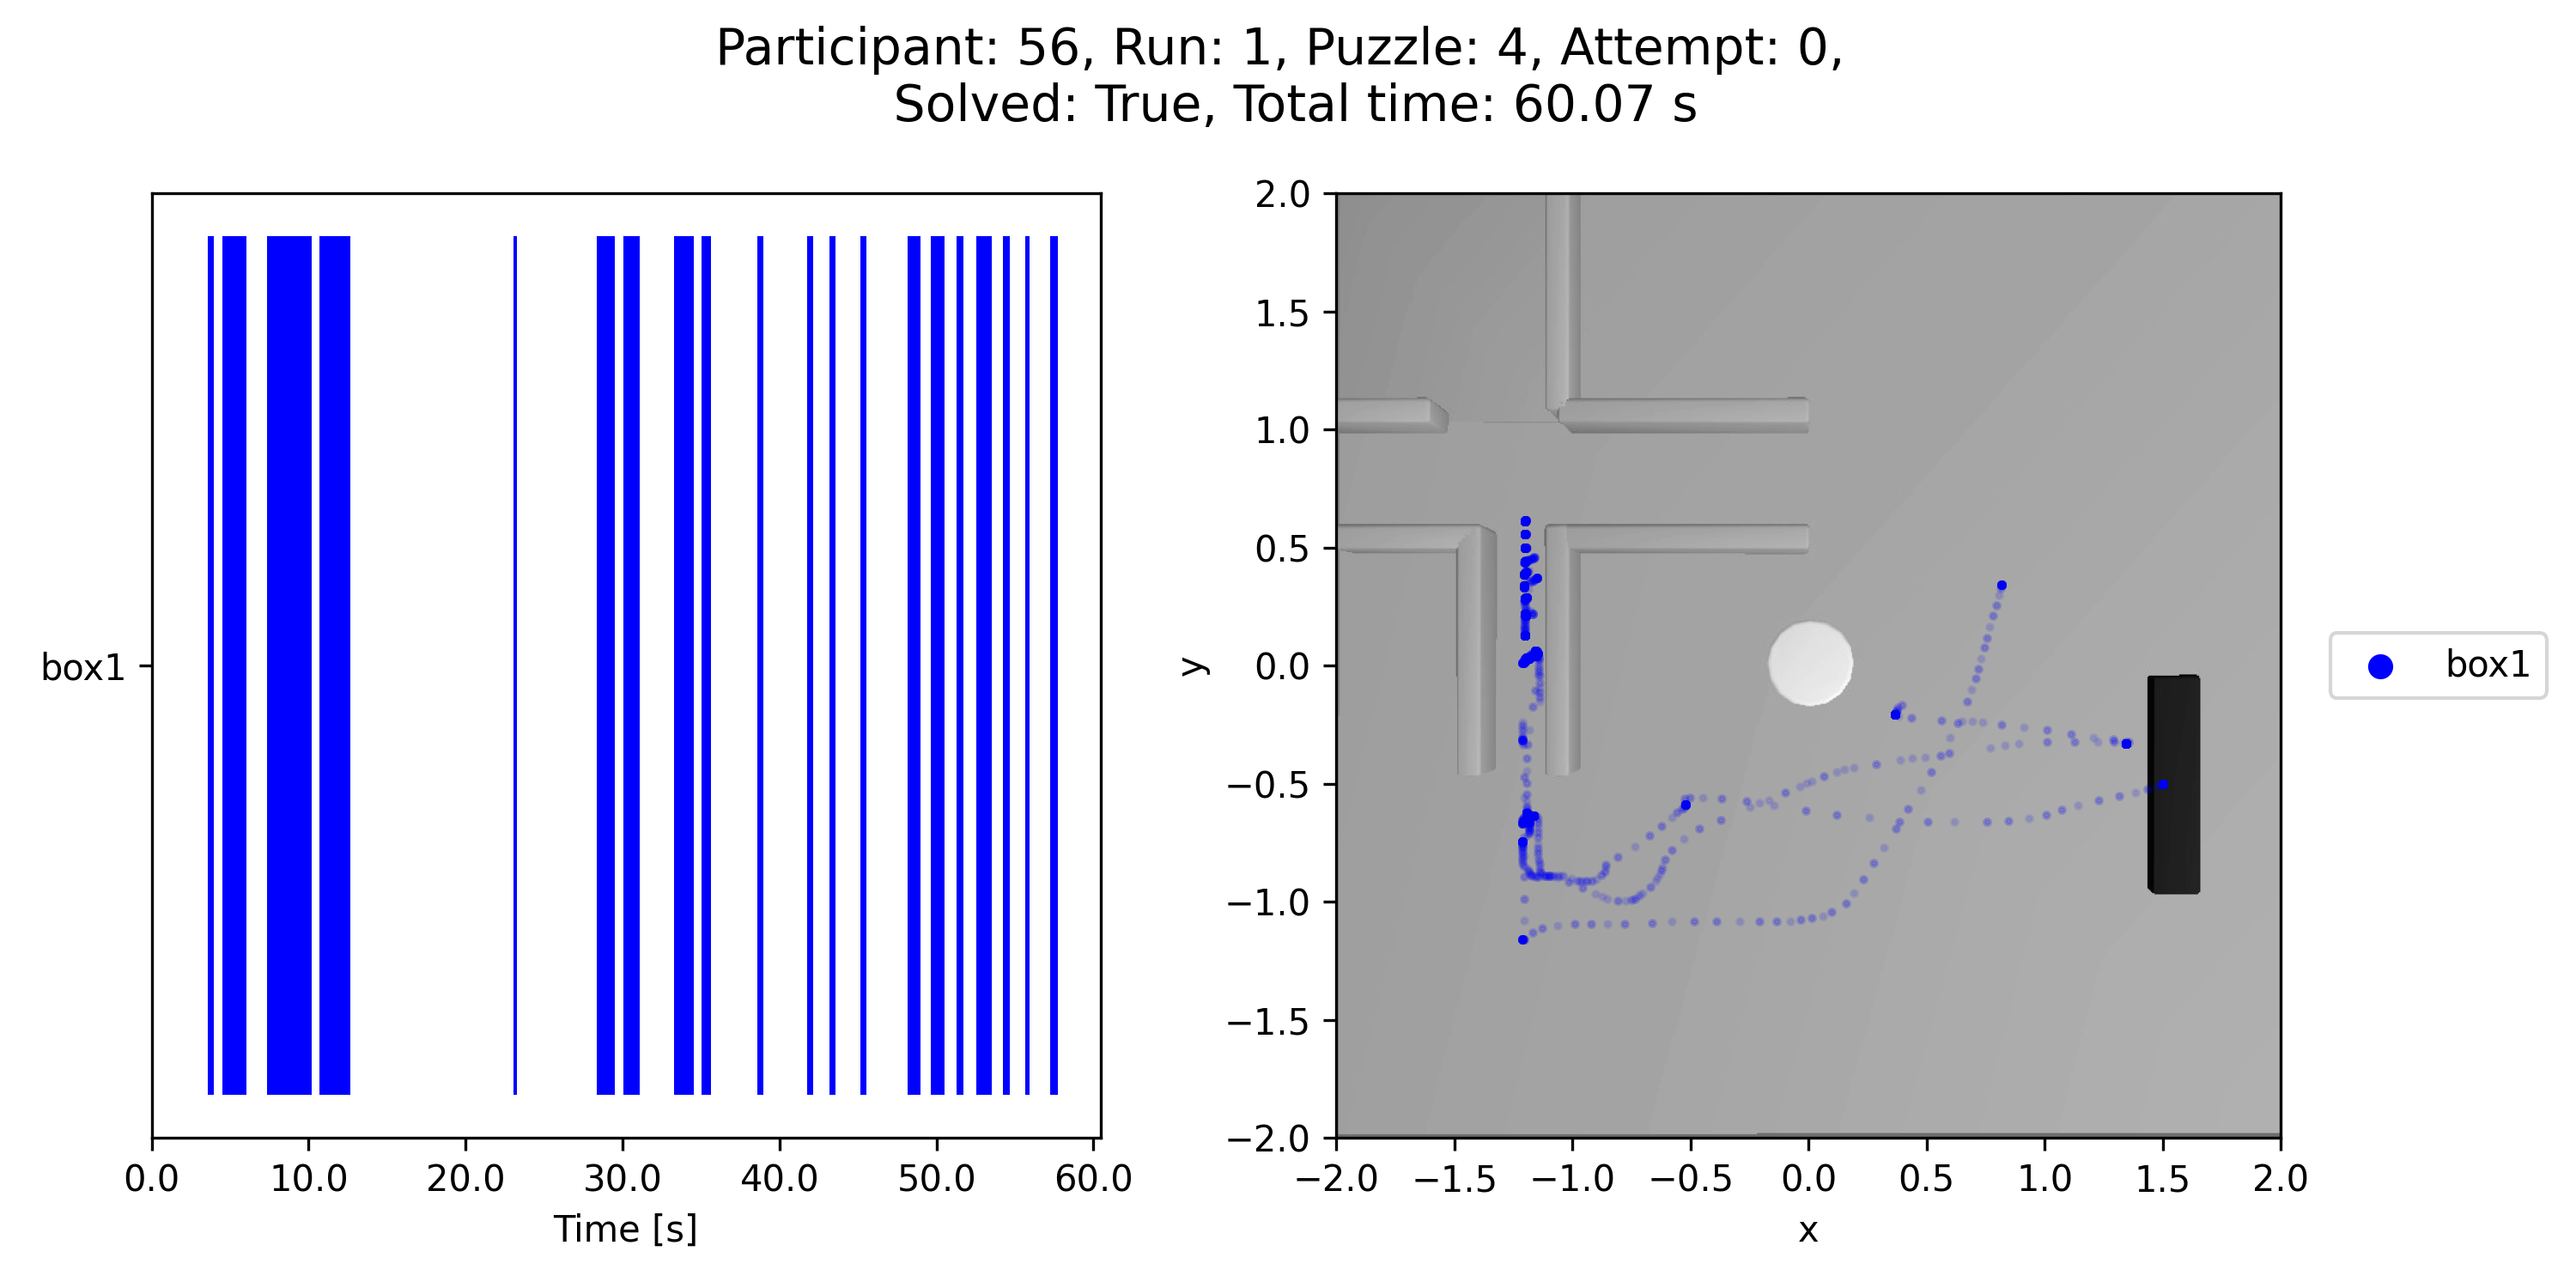 Participant: 56, Run: 1, Puzzle: 4, Attempt: 0,
Solved: True, Total time: 60.07 s
box1
0.0 10.0 20.0 30.0 40.0 50.0 60.0
Time [s]
2.0
1.5
1.0
0.5
0.0
−0.5
−1.0
−1.5
−2.0
y
−2.0 −1.5 −1.0 −0.5 0.0 0.5 1.0 1.5 2.0
x
box1